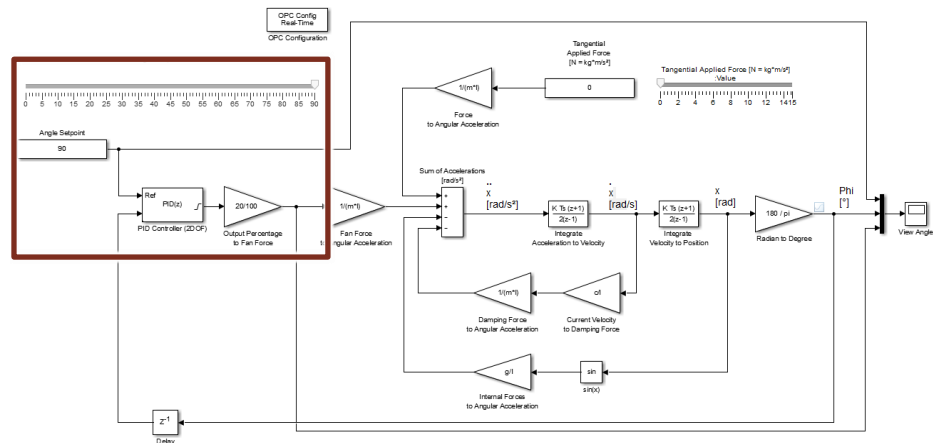 OPC Config
Real-Time
OPC Configuration
0 5 10 15 20 25 30 35 40 45 50 55 60 65 70 75 80 85 90
Angle Setpoint
90
Ref
PID(z)
PID Controller (2DOF)
20/100
Output Percentage
to Fan Force
1/(m*l)
Fan Force
to Angular Acceleration
Tangential
Applied Force
[N = kg*m/s²]
0
1/(m*l)
Force
to Angular Acceleration
Tangential Applied Force [N = kg*m/s²]
:Value
0 2 4 6 8 10 12 1415
Sum of Accelerations
[rad/s²]
+
+
−
−
..
x
[rad/s²]
K Ts (z+1)
2(z-1)
Integrate
Acceleration to Velocity
.
x
[rad/s]
K Ts (z+1)
2(z-1)
Integrate
Velocity to Position
x
[rad]
180 / pi
Radian to Degree
Phi
[°]
View Angle
1/(m*l)
Damping Force
to Angular Acceleration
c/l
Current Velocity
to Damping Force
g/l
Internal Forces
to Angular Acceleration
sin
sin(x)
z-1
Delay